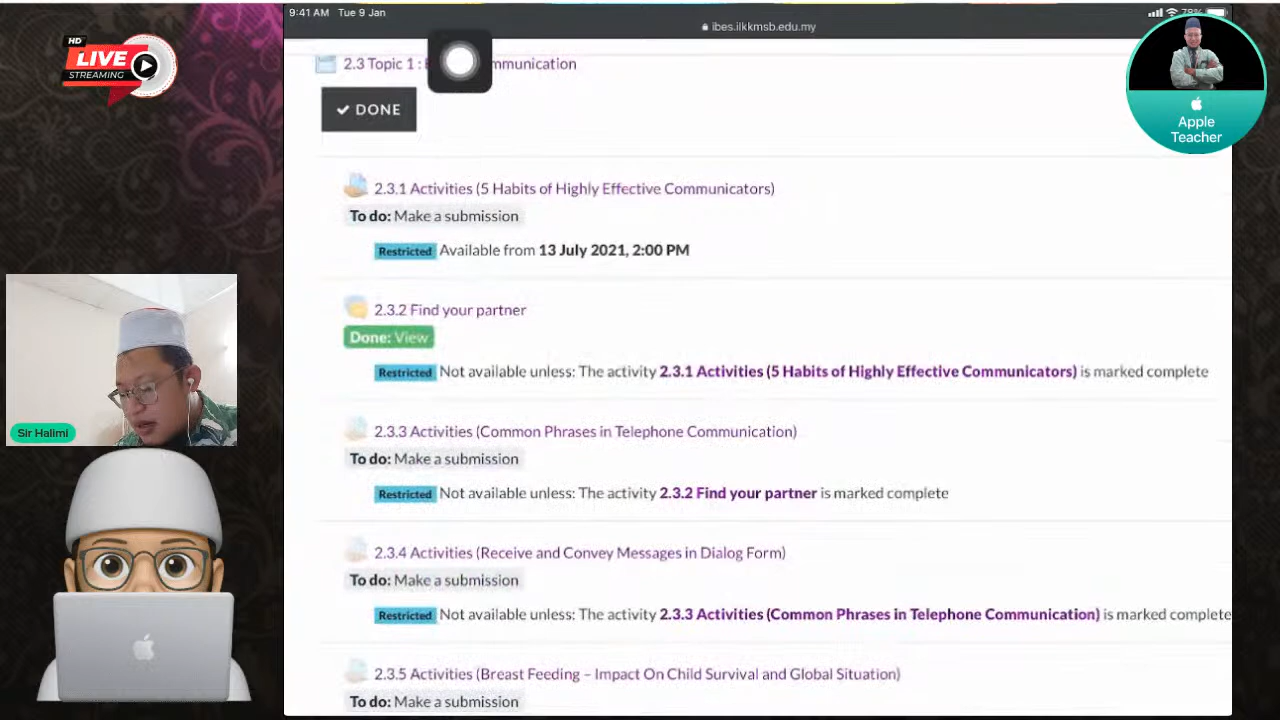 9:41 AM Tue 9 Jan
78%
ibes.ilkkmsb.edu.my
HD
LIVE
STREAMING
2.3 Topic 1 : mmunication
DONE
Apple
Teacher
2.3.1 Activities (5 Habits of Highly Effective Communicators)
To do: Make a submission
Restricted Available from 13 July 2021, 2:00 PM
2.3.2 Find your partner
Done: View
Restricted Not available unless: The activity 2.3.1 Activities (5 Habits of Highly Effective Communicators) is marked complete
2.3.3 Activities (Common Phrases in Telephone Communication)
To do: Make a submission
Restricted Not available unless: The activity 2.3.2 Find your partner is marked complete
Sir Halimi
2.3.4 Activities (Receive and Convey Messages in Dialog Form)
To do: Make a submission
Restricted Not available unless: The activity 2.3.3 Activities (Common Phrases in Telephone Communication) is marked complete
2.3.5 Activities (Breast Feeding – Impact On Child Survival and Global Situation)
To do: Make a submission